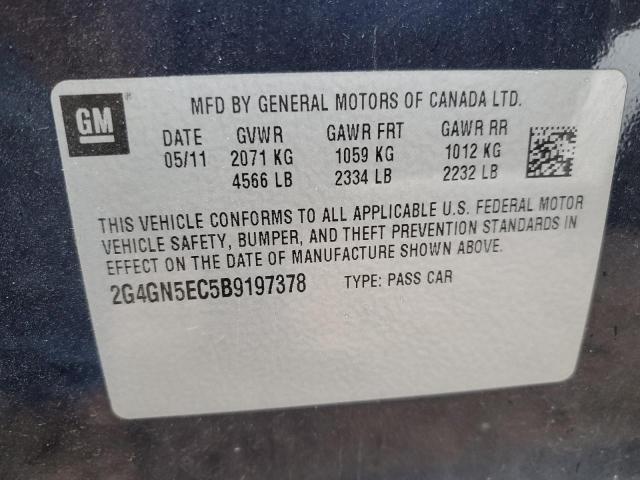 GM® MFD BY GENERAL MOTORS OF CANADA LTD.
DATE GVWR GAWR FRT GAWR RR
05/11 2071 KG 1059 KG 1012 KG
4566 LB 2334 LB 2232 LB
THIS VEHICLE CONFORMS TO ALL APPLICABLE U.S. FEDERAL MOTOR
VEHICLE SAFETY, BUMPER, AND THEFT PREVENTION STANDARDS IN
EFFECT ON THE DATE OF MANUFACTURE SHOWN ABOVE.
2G4GN5EC5B9197378 TYPE: PASS CAR